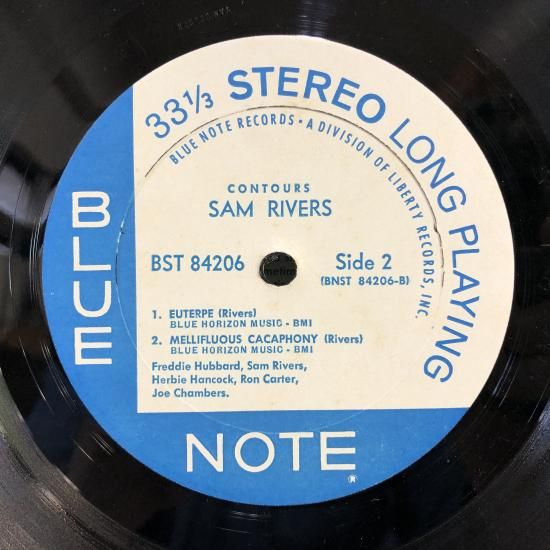 33⅓ STEREO LONG PLAYING
BLUE NOTE RECORDS • A DIVISION OF LIBERTY RECORDS, INC.
CONTOURS
SAM RIVERS
BST 84206
Side 2
(BNST 84206-B)
1. EUTERPE (Rivers)
BLUE HORIZON MUSIC - BMI
2. MELLIFLUOUS CACAPHONY (Rivers)
BLUE HORIZON MUSIC - BMI
Freddie Hubbard, Sam Rivers,
Herbie Hancock, Ron Carter,
Joe Chambers.
BLUE
NOTE
®